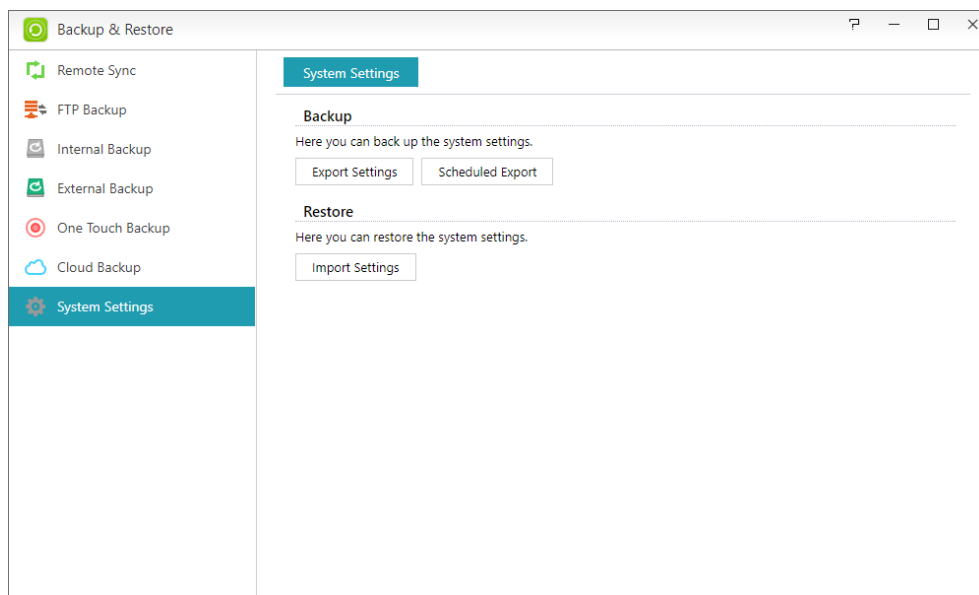 Backup & Restore
?
Remote Sync
FTP Backup
Internal Backup
External Backup
One Touch Backup
Cloud Backup
System Settings
System Settings
Backup
Here you can back up the system settings.
Export Settings Scheduled Export
Restore
Here you can restore the system settings.
Import Settings